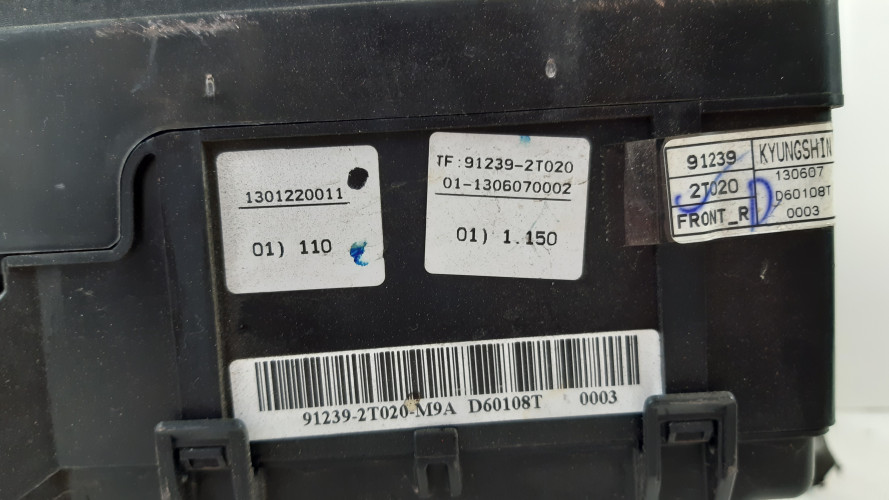 1301220011
01) 110
TF:91239-2T020
01-1306070002
01) 1.150
91239
2T020
FRONT_R
KYUNGSHIN
130607
D60108T
0003
D
91239-2T020-M9A D60108T 0003